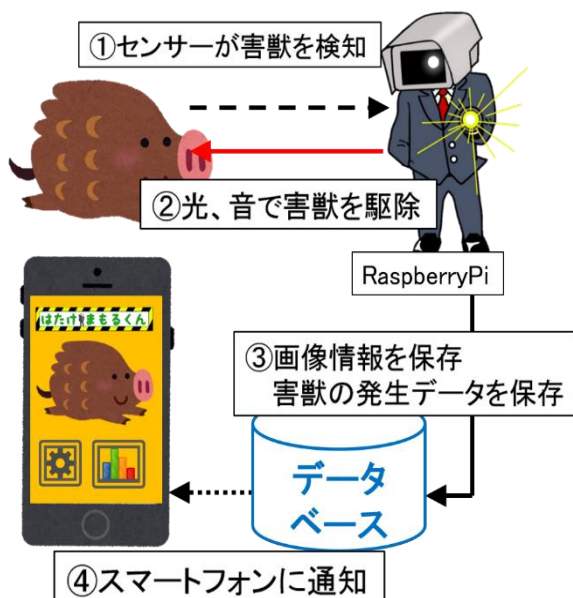 ①センサーが害獣を検知
②光、音で害獣を駆除
RaspberryPi
はたけまもるくん
③画像情報を保存
害獣の発生データを保存
データ
ベース
④スマートフォンに通知